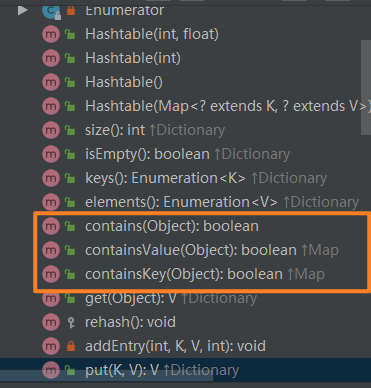 Enumerator
Hashtable(int, float)
Hashtable(int)
Hashtable()
Hashtable(Map<? extends K, ? extends V>)
size(): int ↑Dictionary
isEmpty(): boolean ↑Dictionary
keys(): Enumeration<K> ↑Dictionary
elements(): Enumeration<V> ↑Dictionary
contains(Object): boolean
containsValue(Object): boolean ↑Map
containsKey(Object): boolean ↑Map
get(Object): V ↑Dictionary
rehash(): void
addEntry(int, K, V, int): void
put(K, V): V ↑Dictionary